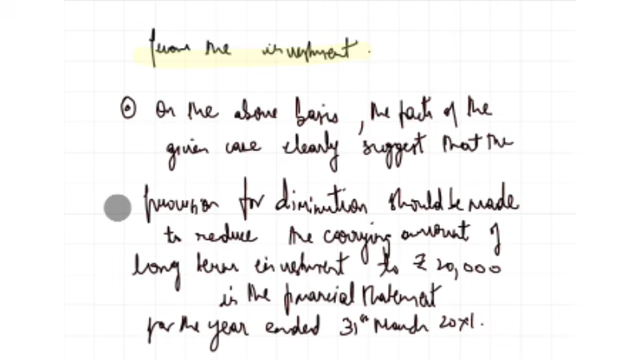 from the investment.
On the above basis, the facts of the
given case clearly suggest that the
provision for diminution should be made
to reduce the carrying amount of
long term investment to ₹ 20,000
in the financial statement
for the year ended 31st March 20X1.